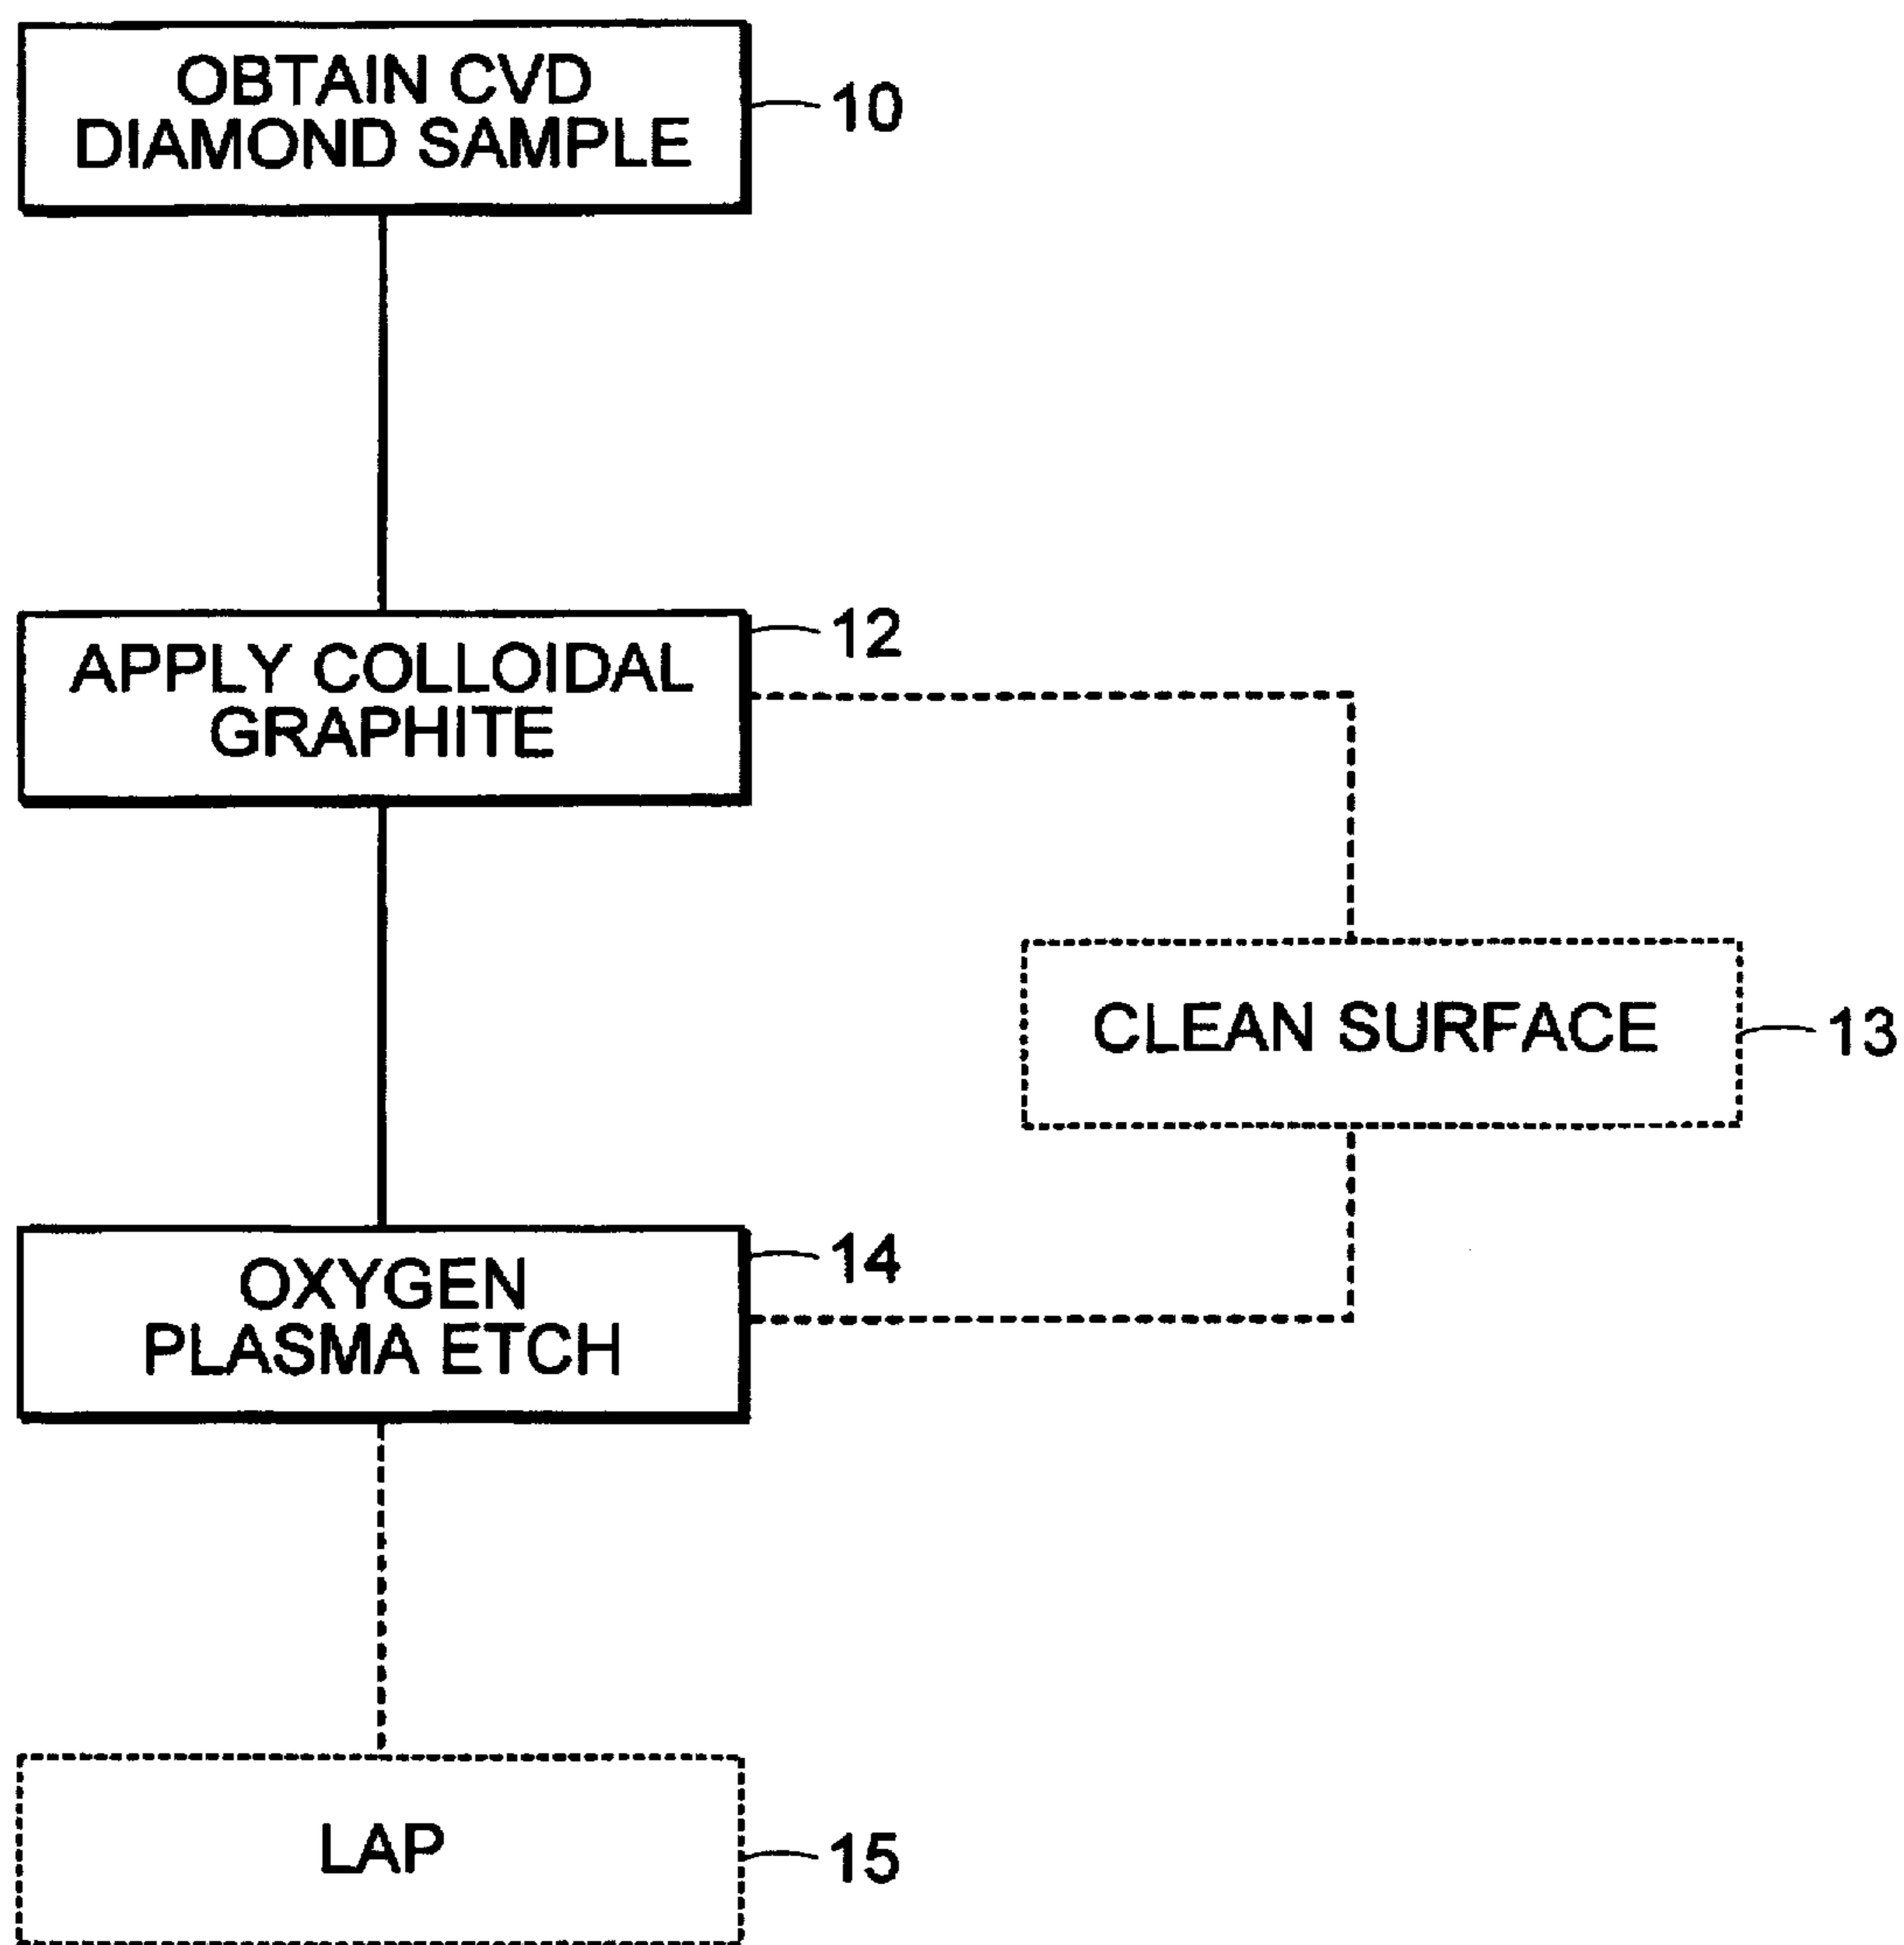 OBTAIN CVD
DIAMOND SAMPLE
10
APPLY COLLOIDAL
GRAPHITE
12
CLEAN SURFACE
13
OXYGEN
PLASMA ETCH
14
LAP
15